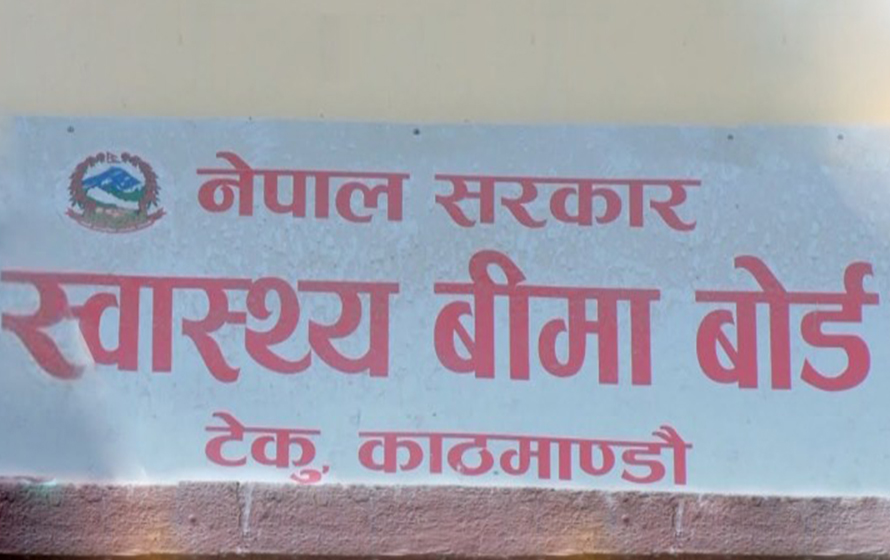 नेपाल सरकार
स्वास्थ्य बीमा बोर्ड
टेकु, काठमाण्डौ